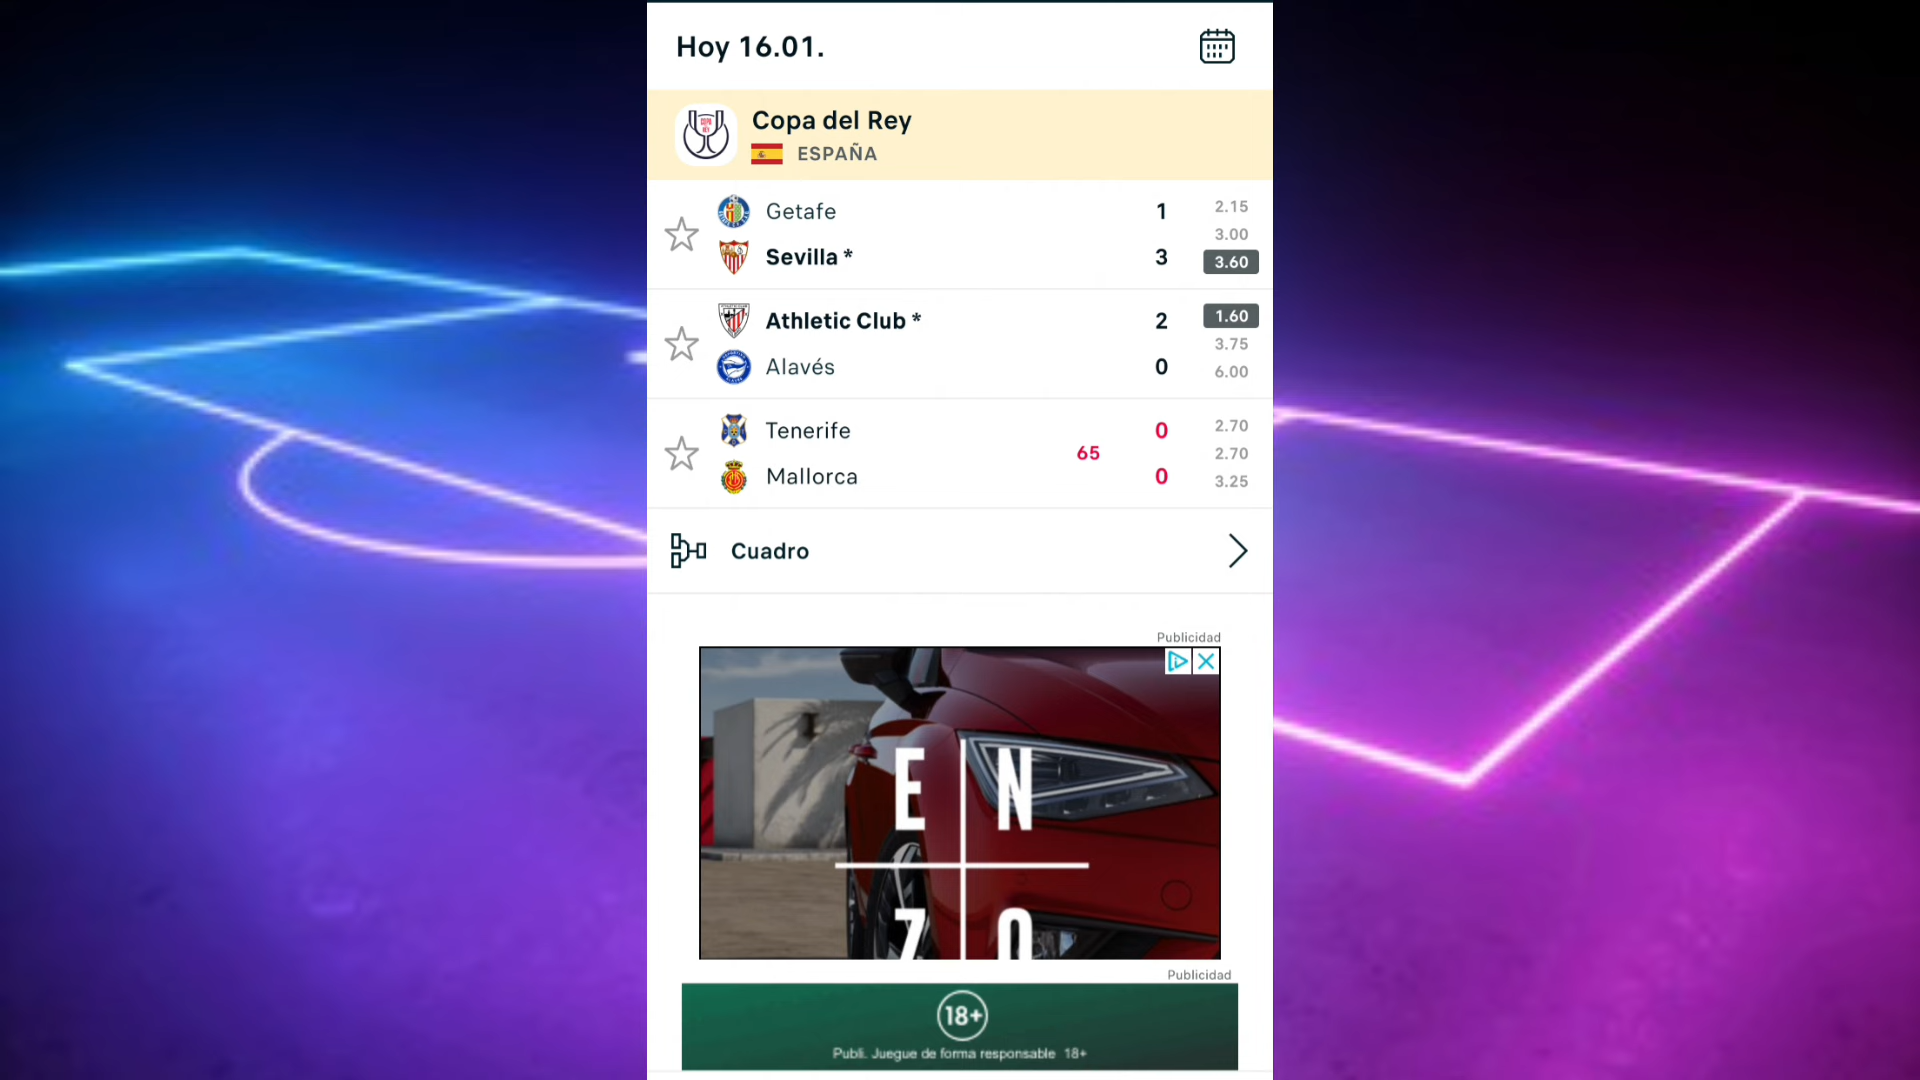 Hoy 16.01.
Copa del Rey
ESPAÑA
Getafe 1 2.15
3.00
Sevilla * 3 3.60
Athletic Club * 2 1.60
3.75
Alavés 0 6.00
Tenerife 0 2.70
65 2.70
Mallorca 0 3.25
Cuadro
Publicidad
E N
Z O
Publicidad
18+
Publi. Juegue de forma responsable 18+